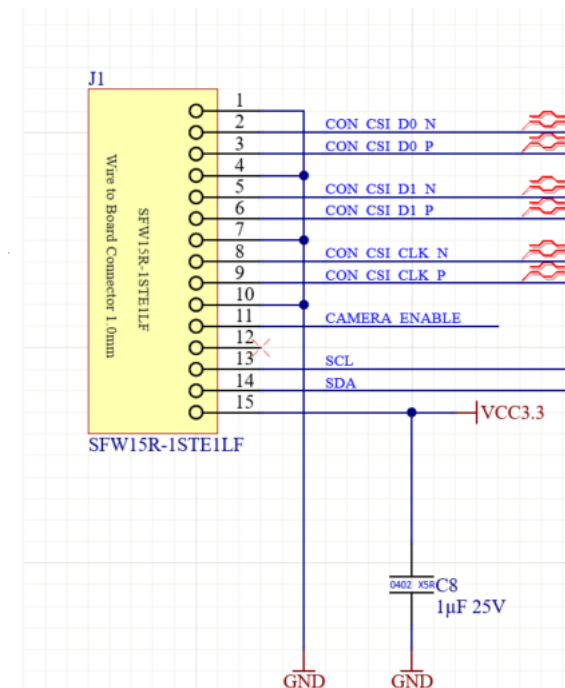 J1
1
2
CON CSI D0 N
3
CON CSI D0 P
4
5
CON CSI D1 N
6
CON CSI D1 P
7
8
CON CSI CLK N
9
CON CSI CLK P
10
11
CAMERA ENABLE
12
13
SCL
14
SDA
15
VCC3.3
Wire to Board Connector 1.0mm
SFW15R-1STE1LF
SFW15R-1STE1LF
0402 X5R
C8
1µF 25V
GND
GND